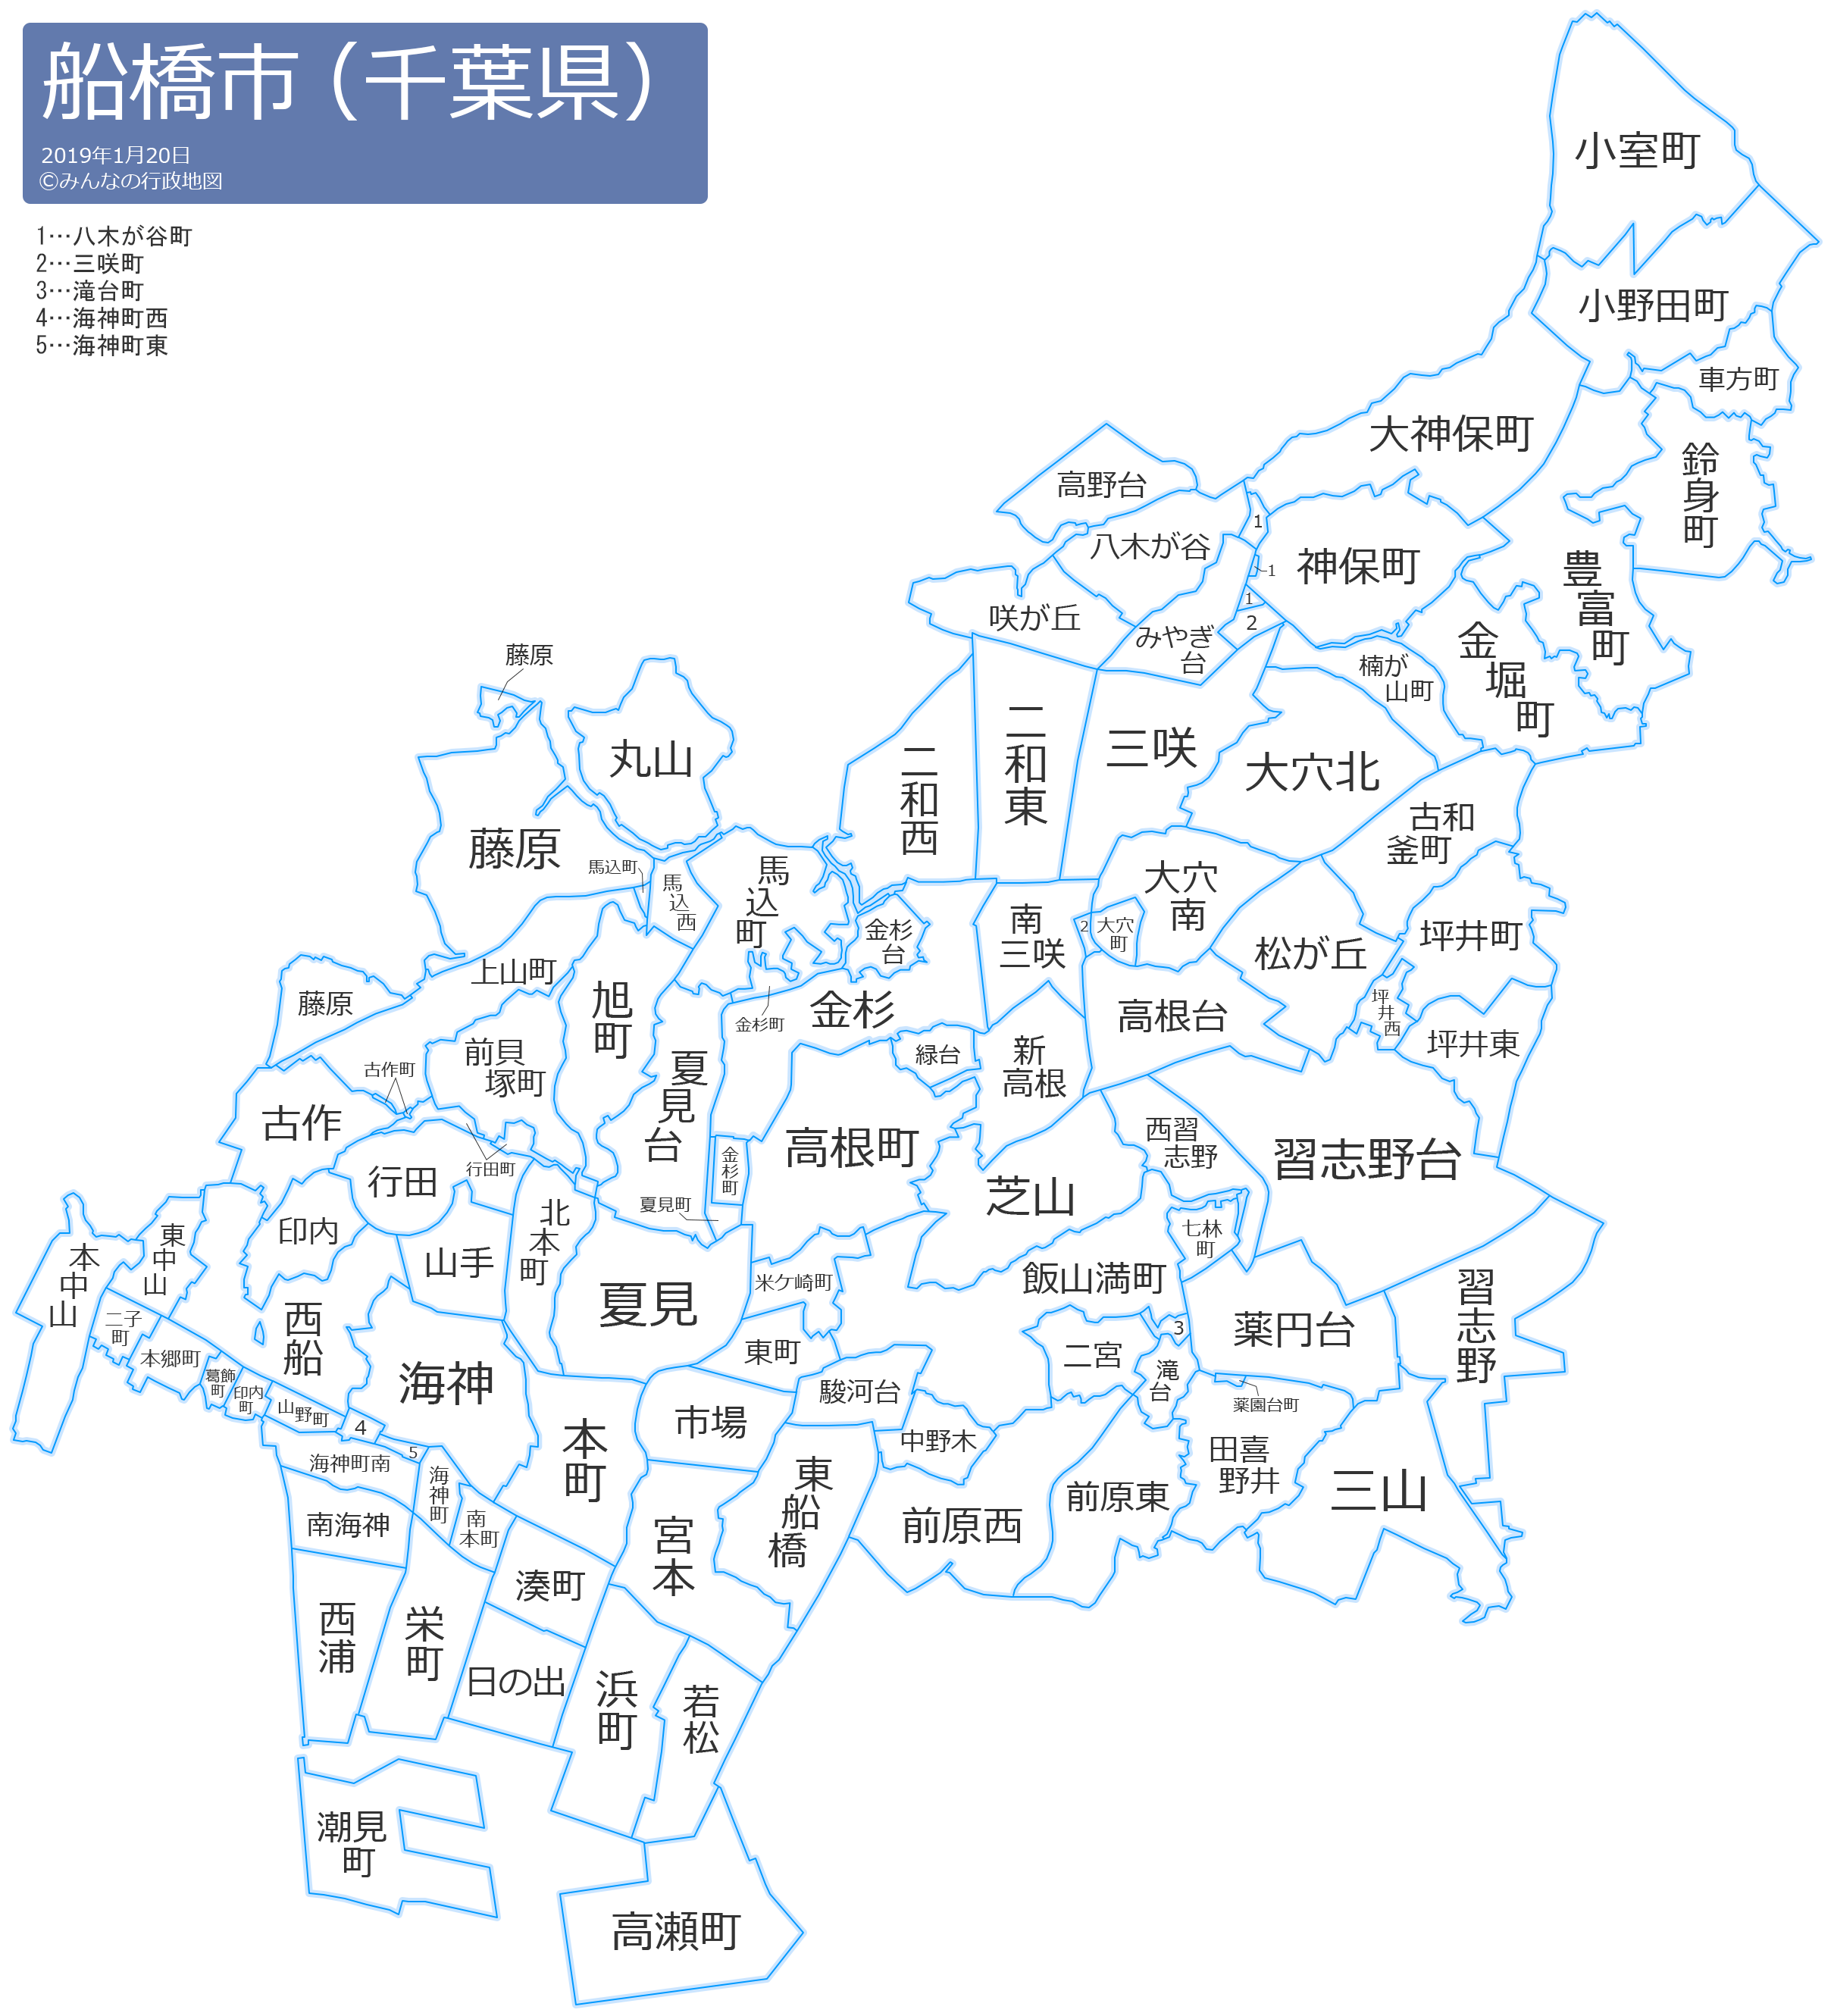 船橋市（千葉県）
2019年1月20日
©みんなの行政地図
1…八木が谷町
2…三咲町
3…滝台町
4…海神町西
5…海神町東
小室町
小野田町
車方町
大神保町
鈴身町
高野台
1
八木が谷
神保町
1
豊富町
咲が丘
1
2
みやぎ台
金堀町
楠が山町
藤原
丸山
二和西
二和東
三咲
大穴北
古和釜町
藤原
馬込町
馬込西
馬込町
大穴南
南三咲
2
大穴町
金杉台
松が丘
坪井町
上山町
藤原
旭町
金杉町
金杉
高根台
坪井西
坪井東
前貝塚町
古作町
夏見台
緑台
新高根
古作
行田町
行田
金杉町
高根町
西習志野
習志野台
夏見町
芝山
印内
東中山
本中山
北本町
山手
七林町
飯山満町
米ケ崎町
夏見
西船
二子町
本郷町
葛飾町
印内町
山野町
海神
東町
二宮
3
薬円台
習志野
滝台
駿河台
薬園台町
4
5
市場
中野木
本町
海神町南
海神町
南本町
南海神
東船橋
前原西
前原東
田喜野井
三山
宮本
湊町
西浦
栄町
日の出
浜町
若松
潮見町
高瀬町